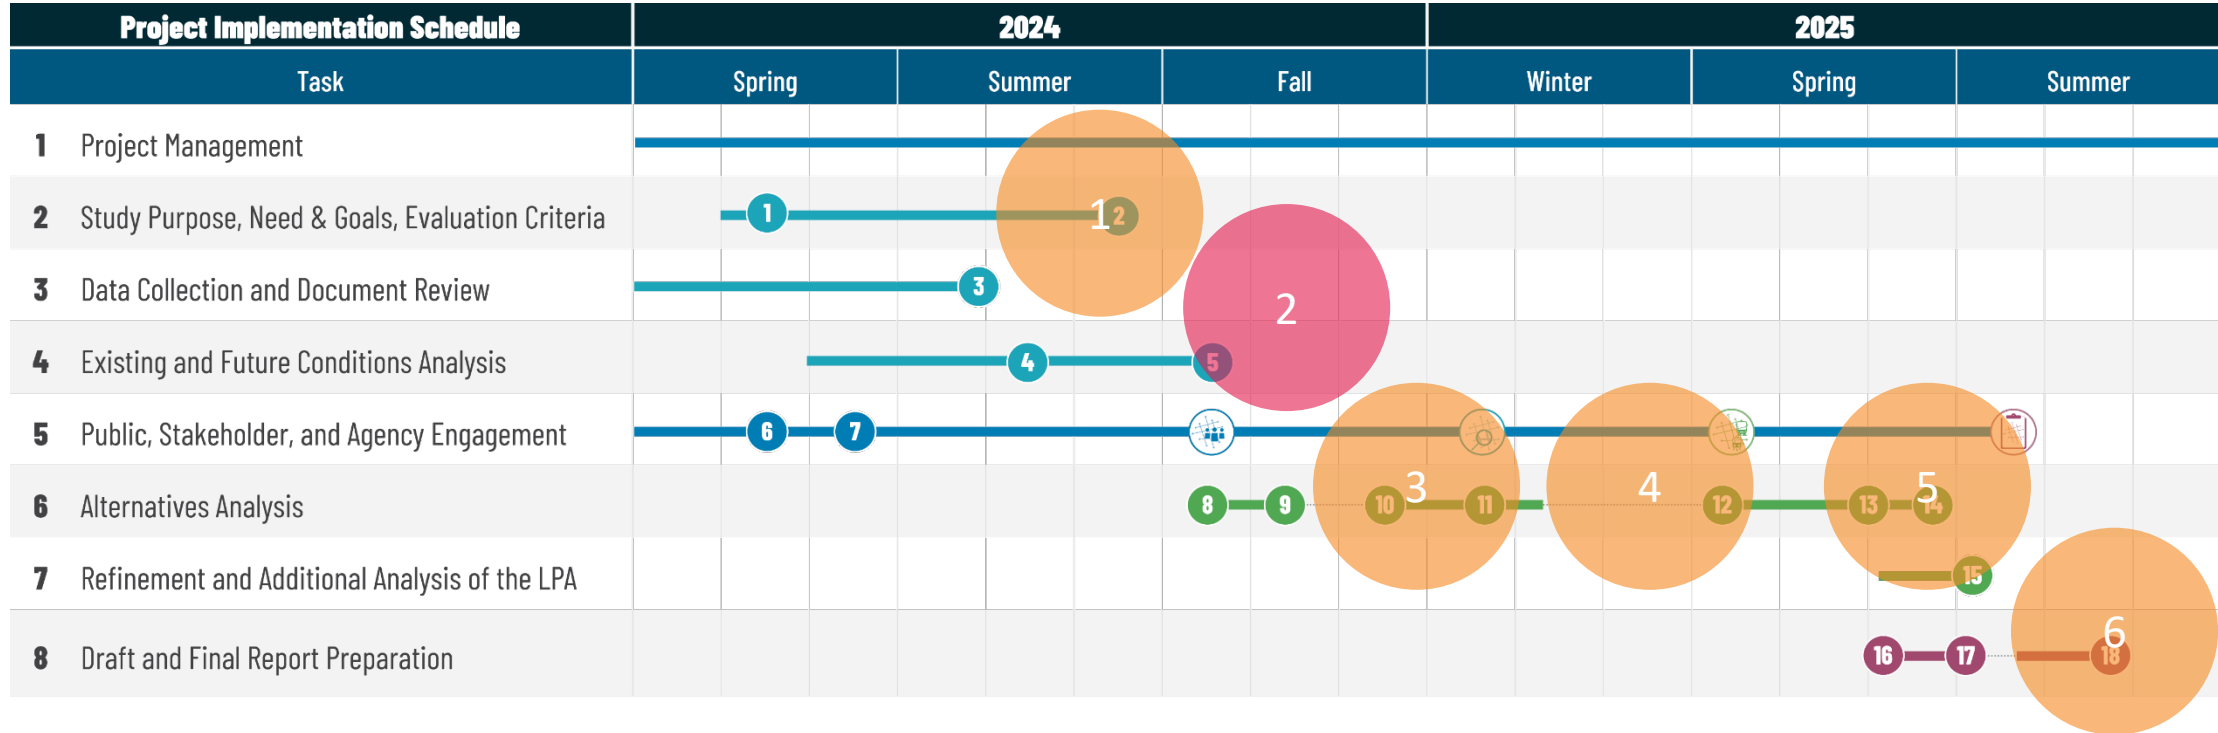 Project Implementation Schedule 2024 2025
Task Spring Summer Fall Winter Spring Summer
1 Project Management
2 Study Purpose, Need & Goals, Evaluation Criteria 1 1 2
3 Data Collection and Document Review 3 2
4 Existing and Future Conditions Analysis 4 5
5 Public, Stakeholder, and Agency Engagement 6 7
3 4 5
6 Alternatives Analysis 8 9 10 11 12 13 14
7 Refinement and Additional Analysis of the LPA 15
6
8 Draft and Final Report Preparation 16 17 18